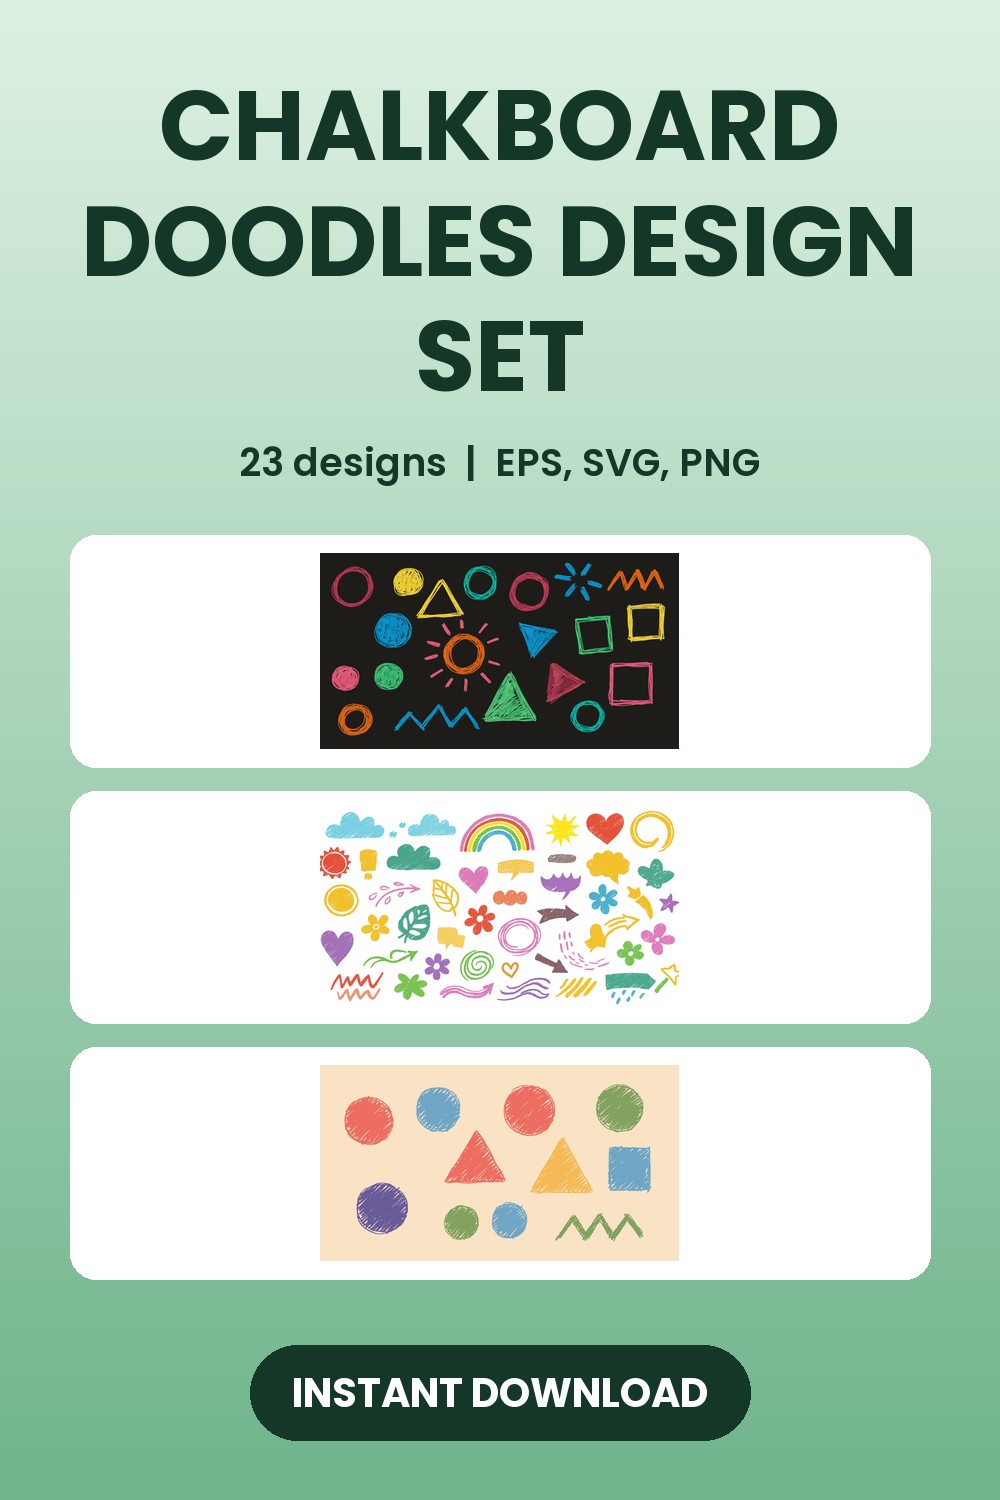 CHALKBOARD
DOODLES DESIGN
SET
23 designs | EPS, SVG, PNG
INSTANT DOWNLOAD